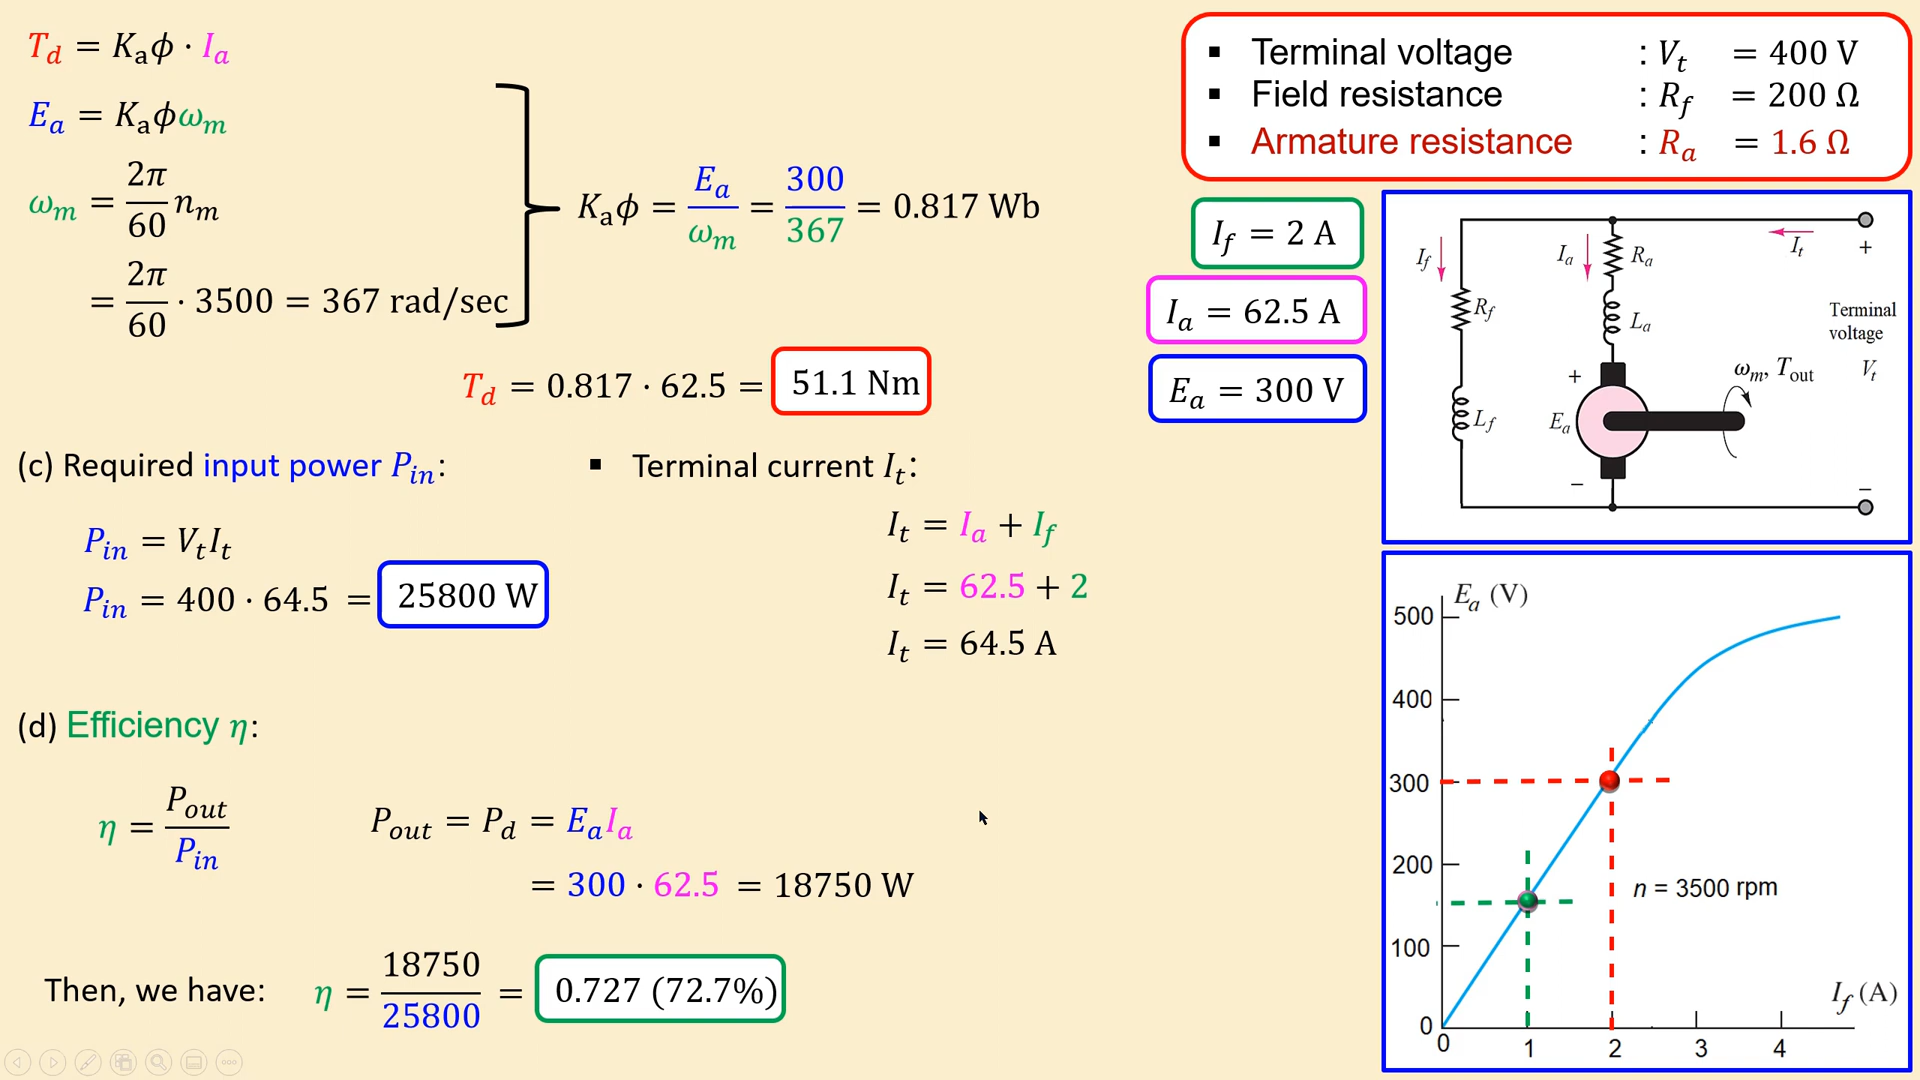 T_d = K_aϕ · I_a
E_a = K_aϕω_m
ω_m = 2π/60 n_m
= 2π/60 · 3500 = 367 rad/sec
K_aϕ = E_a/ω_m = 300/367 = 0.817 Wb
T_d = 0.817 · 62.5 = 51.1 Nm
▪ Terminal voltage : V_t = 400 V
▪ Field resistance : R_f = 200 Ω
▪ Armature resistance : R_a = 1.6 Ω
I_f = 2 A
I_a = 62.5 A
E_a = 300 V
I_f
R_f
L_f
I_a
R_a
L_a
+
E_a
−
ω_m, T_out
I_t
+
Terminal
voltage
V_t
−
(c) Required input power P_in:
P_in = V_tI_t
P_in = 400 · 64.5 = 25800 W
▪ Terminal current I_t:
I_t = I_a + I_f
I_t = 62.5 + 2
I_t = 64.5 A
(d) Efficiency η:
η = P_out/P_in
P_out = P_d = E_aI_a
= 300 · 62.5 = 18750 W
Then, we have: η = 18750/25800 = 0.727 (72.7%)
E_a (V)
500
400
300
200
100
0
n = 3500 rpm
I_f (A)
0 1 2 3 4